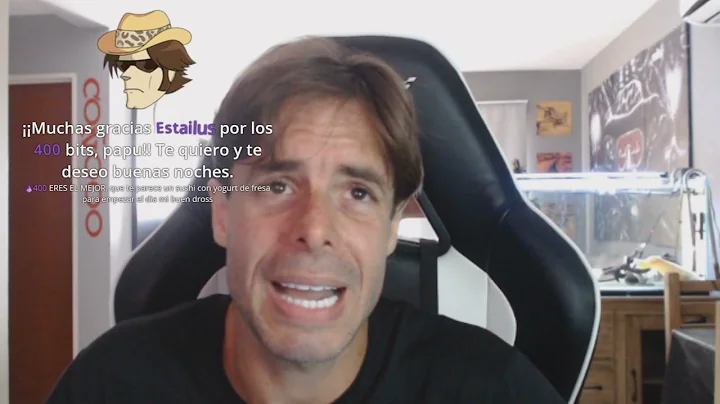 ¡¡Muchas gracias Estailus por los
400 bits, papu!! Te quiero y te
deseo buenas noches.
400 ERES EL MEJOR, que te parece un sushi con yogurt de fresa
para empezar el dia mi buen dross